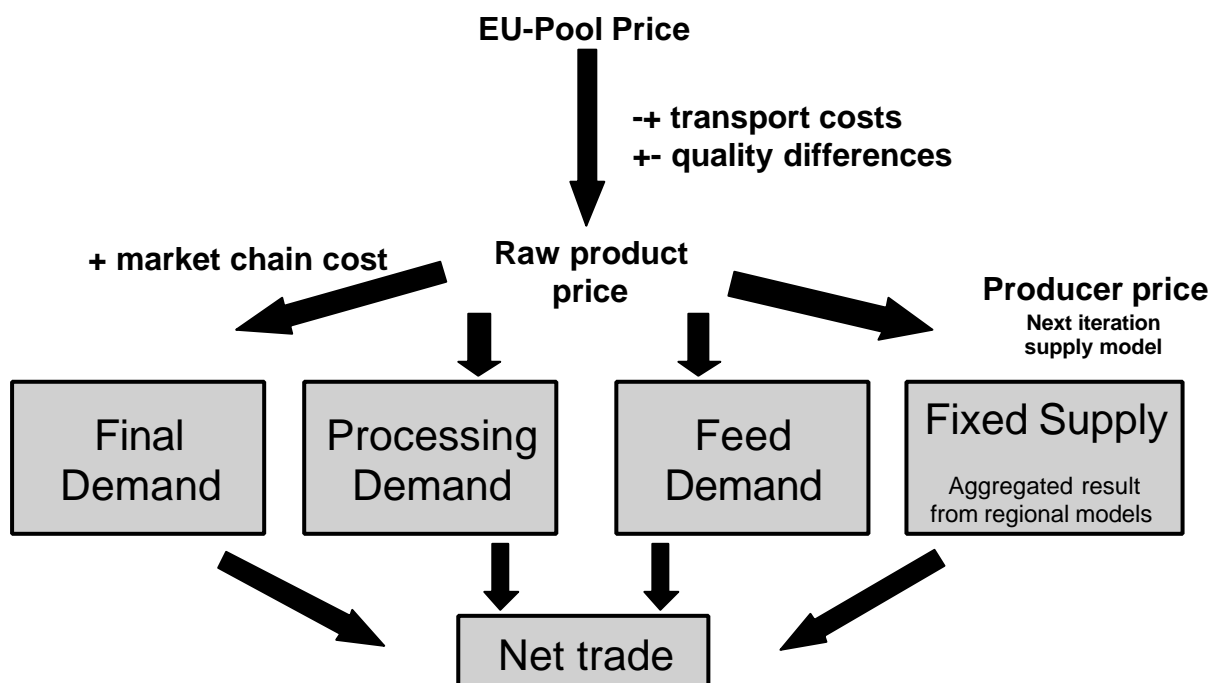 EU-Pool Price
-+ transport costs
+- quality differences
+ market chain cost
Raw product
price
Producer price
Next iteration
supply model
Final
Demand
Processing
Demand
Feed
Demand
Fixed Supply
Aggregated result
from regional models
Net trade